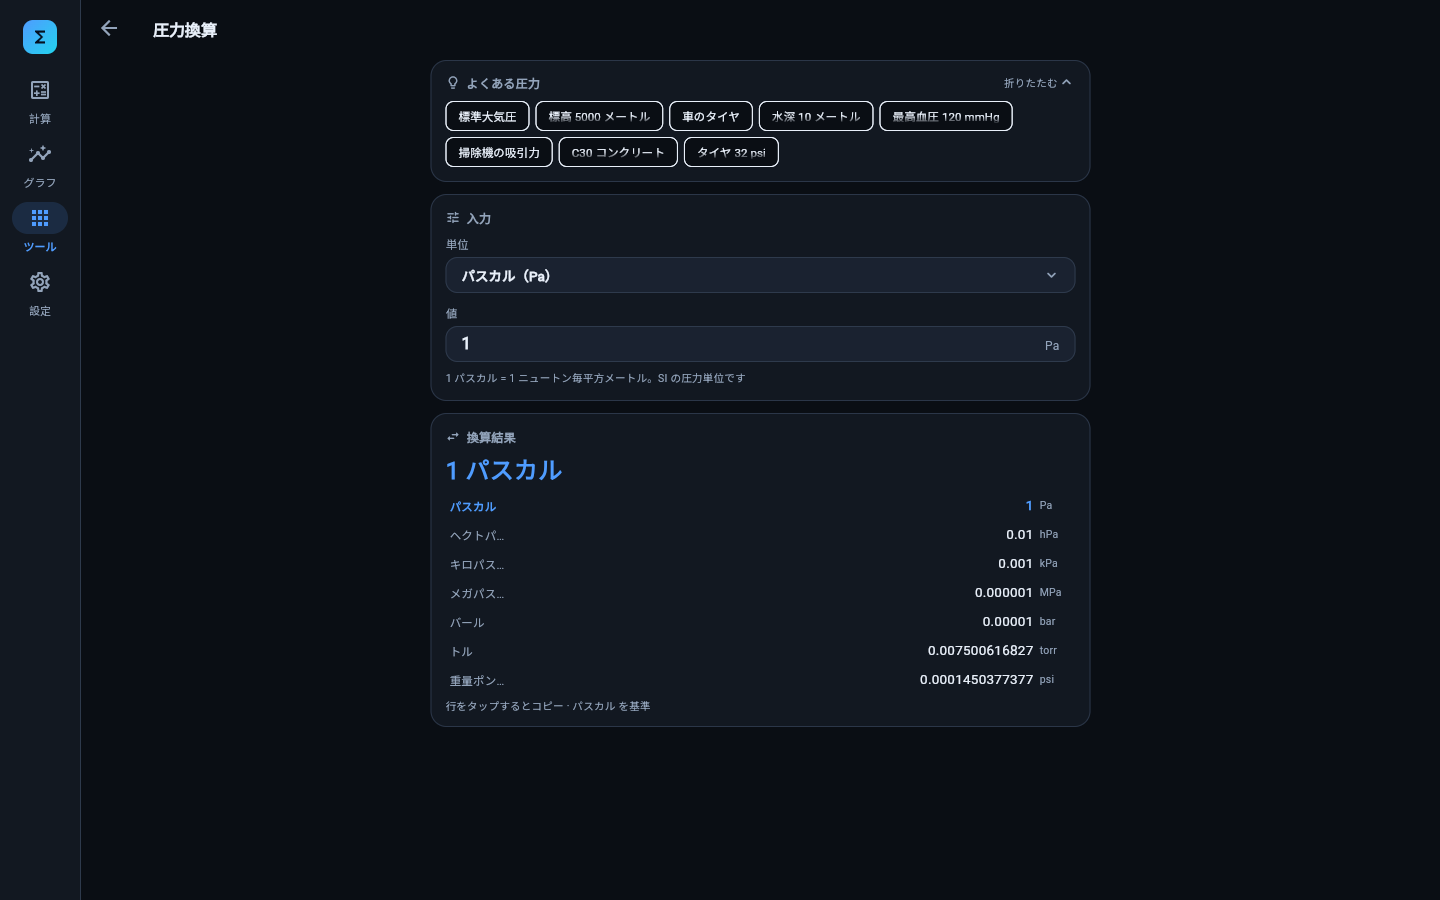 Σ
圧力換算
計算
グラフ
ツール
設定
よくある圧力
折りたたむ
標準大気圧
標高 5000 メートル
車のタイヤ
水深 10 メートル
最高血圧 120 mmHg
掃除機の吸引力
C30 コンクリート
タイヤ 32 psi
入力
単位
パスカル（Pa）
値
1 Pa
1 パスカル = 1 ニュートン毎平方メートル。SI の圧力単位です
換算結果
1 パスカル
パスカル 1 Pa
ヘクトパ… 0.01 hPa
キロパス… 0.001 kPa
メガパス… 0.000001 MPa
バール 0.00001 bar
トル 0.007500616827 torr
重量ポン… 0.0001450377377 psi
行をタップするとコピー · パスカル を基準